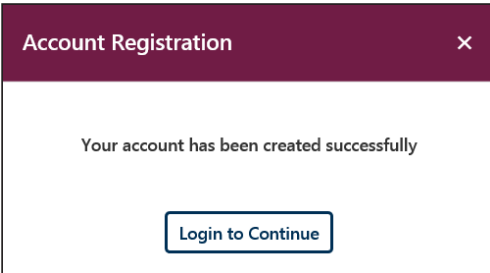 Account Registration ×
Your account has been created successfully
Login to Continue